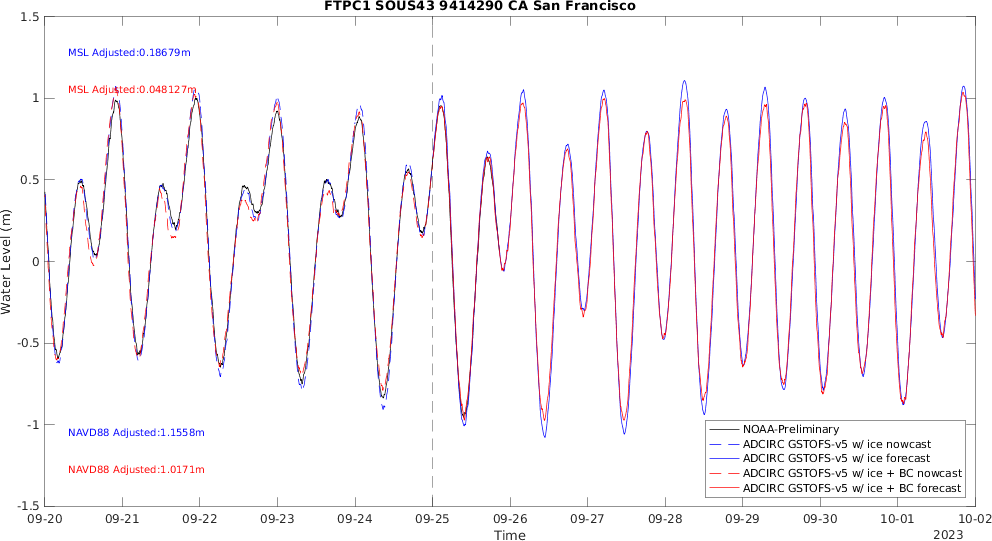 FTPC1 SOUS43 9414290 CA San Francisco
1.5
1
0.5
0
-0.5
-1
-1.5
Water Level (m)
MSL Adjusted:0.18679m
MSL Adjusted:0.048127m
NAVD88 Adjusted:1.1558m
NAVD88 Adjusted:1.0171m
NOAA-Preliminary
ADCIRC GSTOFS-v5 w/ ice nowcast
ADCIRC GSTOFS-v5 w/ ice forecast
ADCIRC GSTOFS-v5 w/ ice + BC nowcast
ADCIRC GSTOFS-v5 w/ ice + BC forecast
09-20 09-21 09-22 09-23 09-24 09-25 09-26 09-27 09-28 09-29 09-30 10-01 10-02
Time
2023